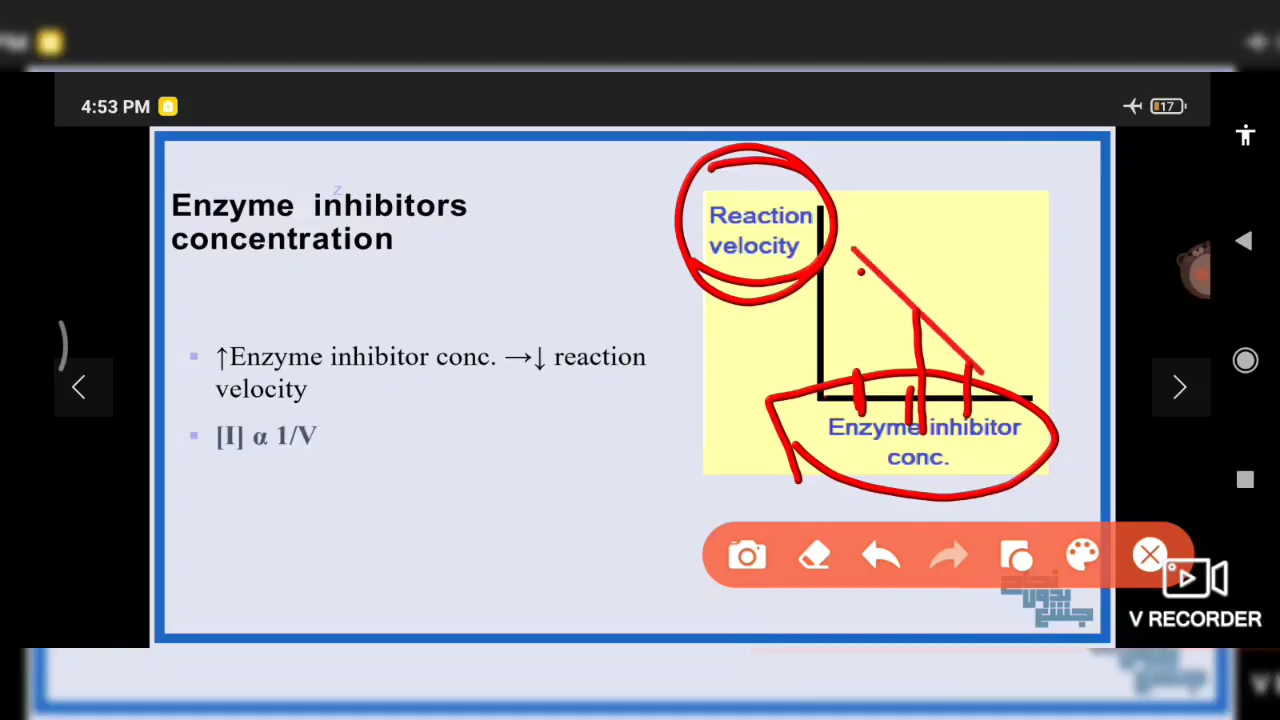 4:53 PM
17
Enzyme inhibitors
concentration
z
Reaction
velocity
↑Enzyme inhibitor conc. →↓ reaction
velocity
[I] α 1/V
Enzyme inhibitor
conc.
V RECORDER